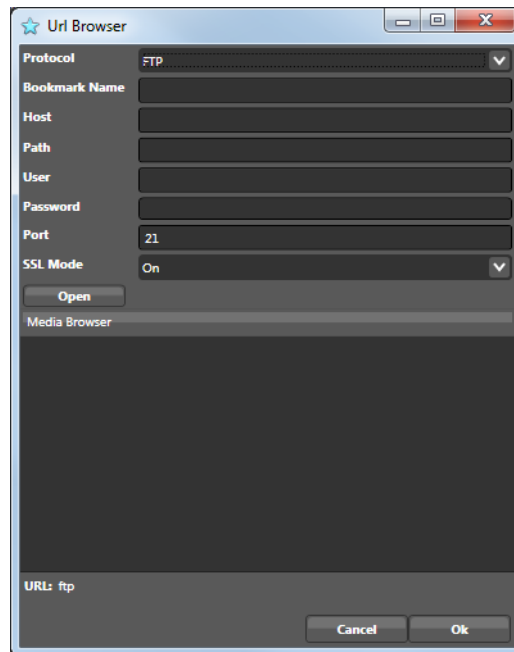 Url Browser
Protocol FTP
Bookmark Name
Host
Path
User
Password
Port 21
SSL Mode On
Open
Media Browser
URL: ftp
Cancel Ok